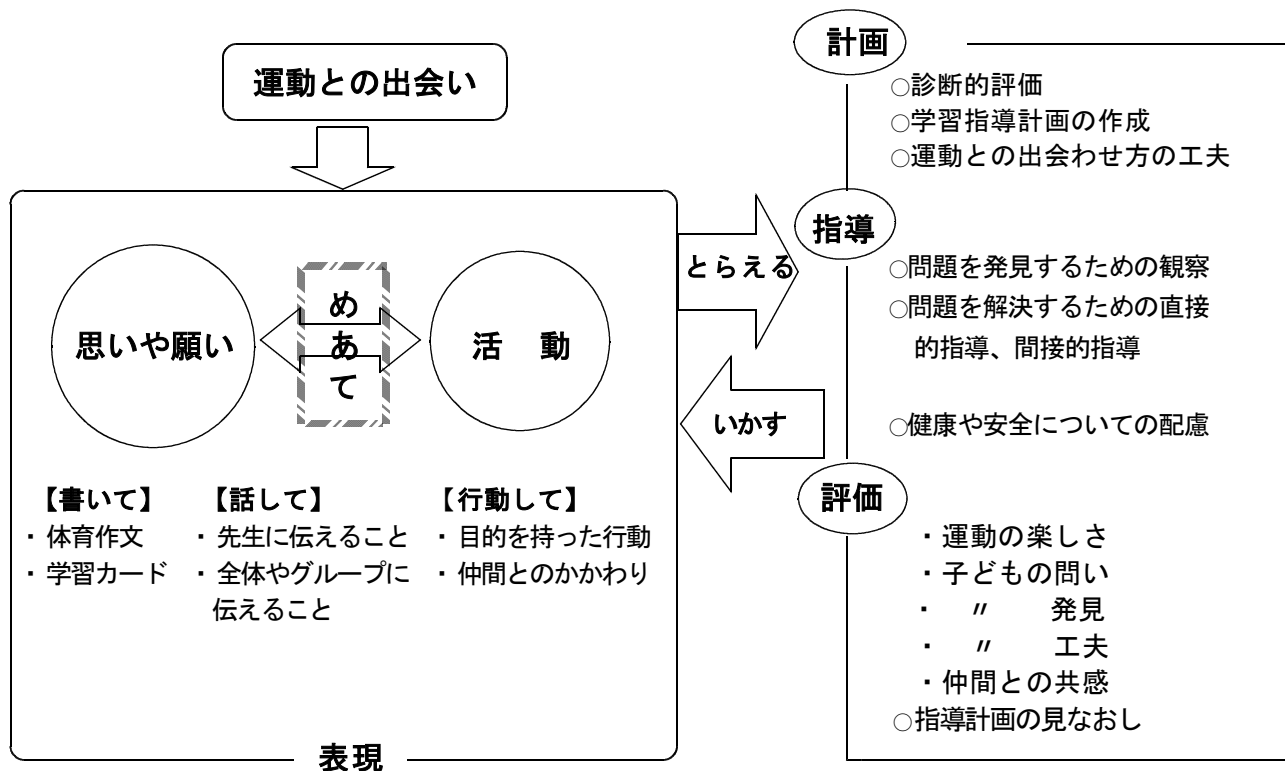 運動との出会い
思いや願い
めあて
活　動
【書いて】
・体育作文
・学習カード
【話して】
・先生に伝えること
・全体やグループに
伝えること
【行動して】
・目的を持った行動
・仲間とのかかわり
表現
とらえる
いかす
計画
○診断的評価
○学習指導計画の作成
○運動との出会わせ方の工夫
指導
○問題を発見するための観察
○問題を解決するための直接
的指導、間接的指導
○健康や安全についての配慮
評価
・運動の楽しさ
・子どもの問い
・　〃　　発見
・　〃　　工夫
・仲間との共感
○指導計画の見なおし